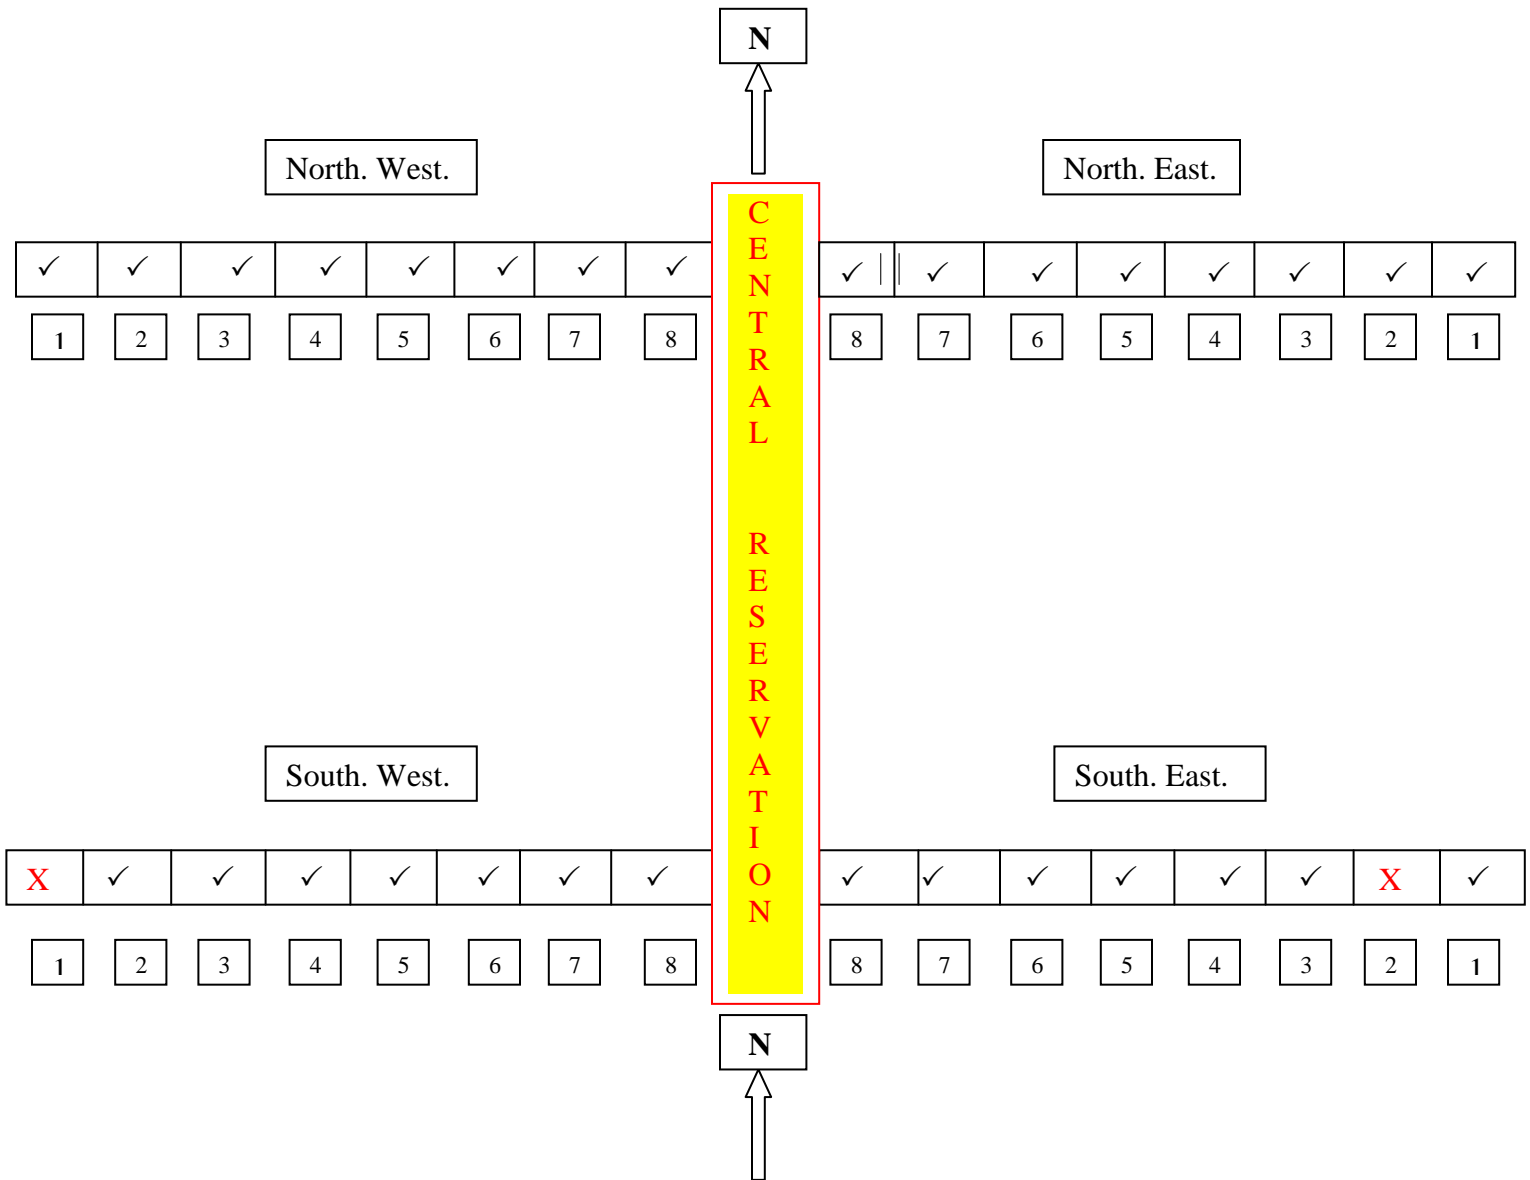 N
North. West.
North. East.
✓ ✓ ✓ ✓ ✓ ✓ ✓ ✓
✓ ✓ ✓ ✓ ✓ ✓ ✓ ✓
1 2 3 4 5 6 7 8
8 7 6 5 4 3 2 1
CENTRAL RESERVATION
South. West.
South. East.
X ✓ ✓ ✓ ✓ ✓ ✓ ✓
✓ ✓ ✓ ✓ ✓ ✓ X ✓
1 2 3 4 5 6 7 8
8 7 6 5 4 3 2 1
N